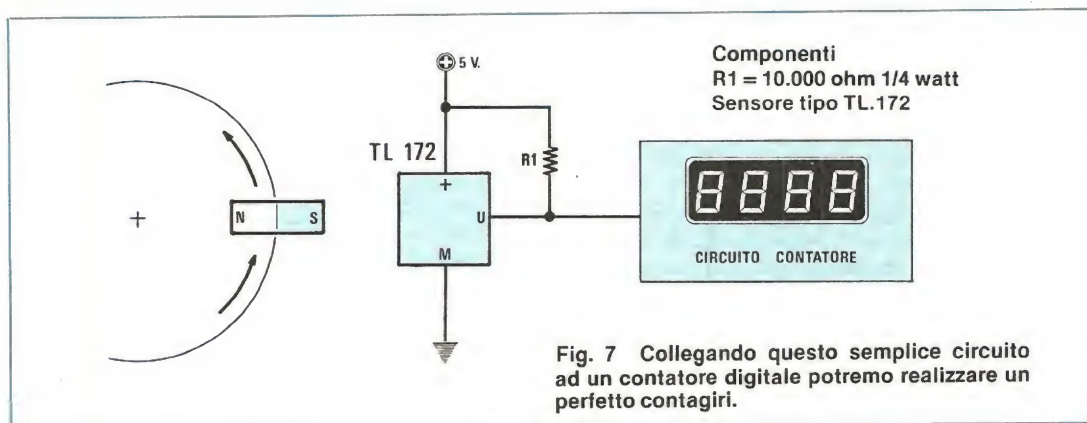 Componenti
R1 = 10.000 ohm 1/4 watt
Sensore tipo TL.172
5 V.
TL 172
R1
+
U
M
+
N S
8888
CIRCUITO CONTATORE
Fig. 7 Collegando questo semplice circuito
ad un contatore digitale potremo realizzare un
perfetto contagiri.